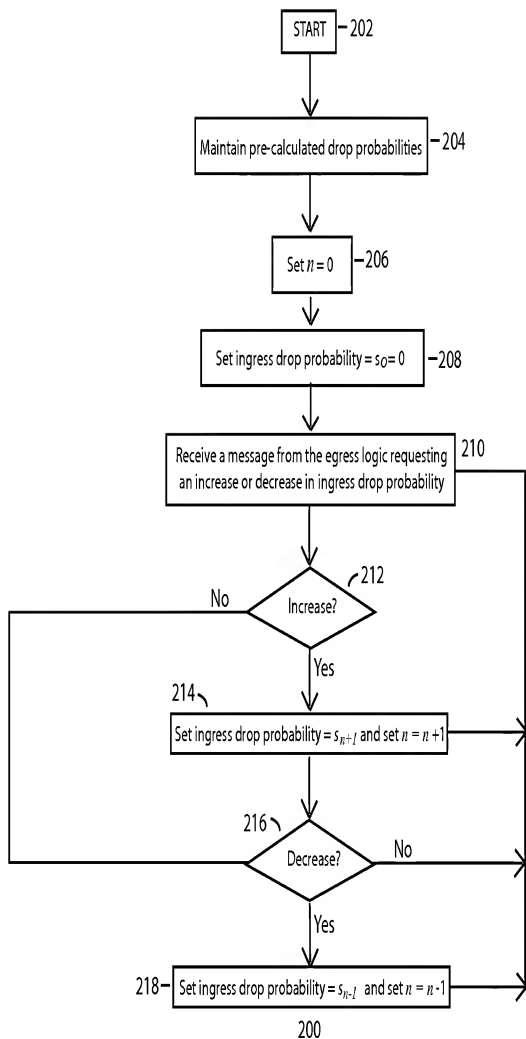 START
202
Maintain pre-calculated drop probabilities
204
Set n = 0
206
Set ingress drop probability = so= 0
208
Receive a message from the egress logic requesting
an increase or decrease in ingress drop probability
210
212
Increase?
No
Yes
214
Set ingress drop probability = sn+1 and set n = n+1
216
Decrease?
No
Yes
218
Set ingress drop probability = sn-1 and set n = n-1
200